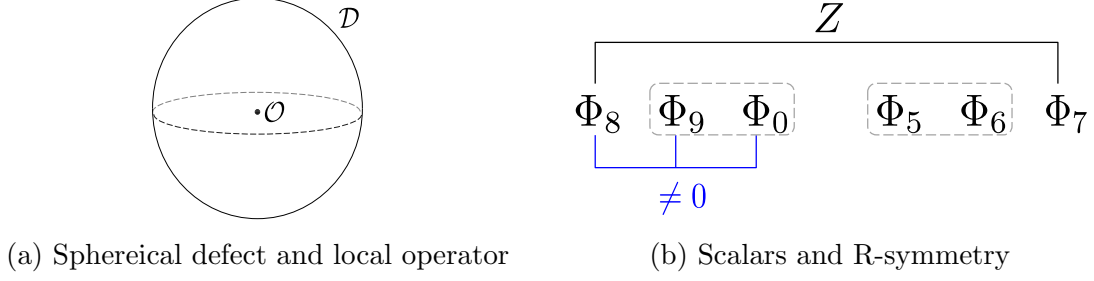 𝒟
𝒪
(a) Sphereical defect and local operator
Z
Φ₈ Φ₉ Φ₀ Φ₅ Φ₆ Φ₇
≠ 0
(b) Scalars and R-symmetry